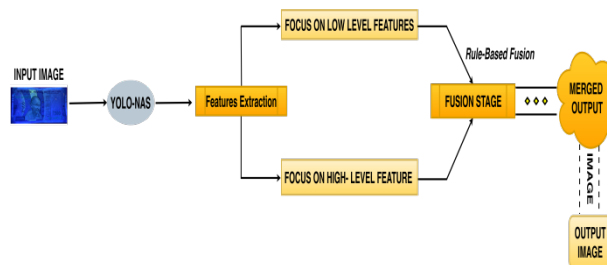 INPUT IMAGE
YOLO-NAS
Features Extraction
FOCUS ON LOW LEVEL FEATURES
FOCUS ON HIGH- LEVEL FEATURE
Rule-Based Fusion
FUSION STAGE
MERGED
OUTPUT
IMAGE
OUTPUT
IMAGE